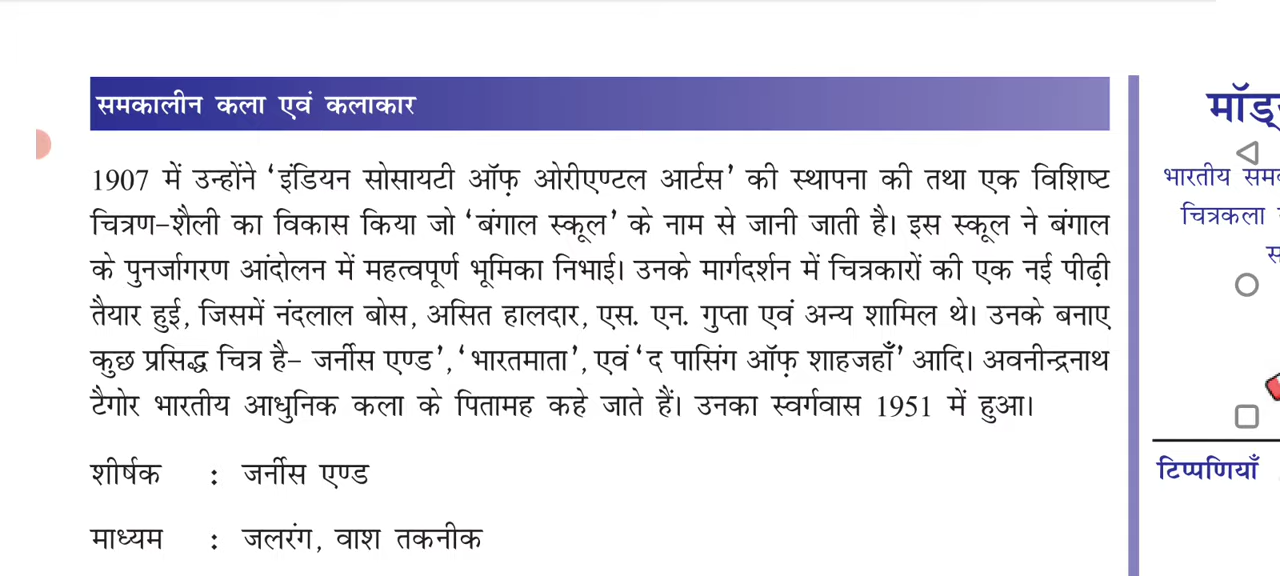 समकालीन कला एवं कलाकार
1907 में उन्होंने ‘इंडियन सोसायटी ऑफ़ ओरीएण्टल आर्टस’ की स्थापना की तथा एक विशिष्ट
चित्रण-शैली का विकास किया जो ‘बंगाल स्कूल’ के नाम से जानी जाती है। इस स्कूल ने बंगाल
के पुनर्जागरण आंदोलन में महत्वपूर्ण भूमिका निभाई। उनके मार्गदर्शन में चित्रकारों की एक नई पीढ़ी
तैयार हुई, जिसमें नंदलाल बोस, असित हालदार, एस. एन. गुप्ता एवं अन्य शामिल थे। उनके बनाए
कुछ प्रसिद्ध चित्र है- जर्नीस एण्ड’, ‘भारतमाता’, एवं ‘द पासिंग ऑफ़ शाहजहाँ’ आदि। अवनीन्द्रनाथ
टैगोर भारतीय आधुनिक कला के पितामह कहे जाते हैं। उनका स्वर्गवास 1951 में हुआ।
शीर्षक : जर्नीस एण्ड
माध्यम : जलरंग, वाश तकनीक
भारतीय
चित्रकला
टिप्पणियाँ